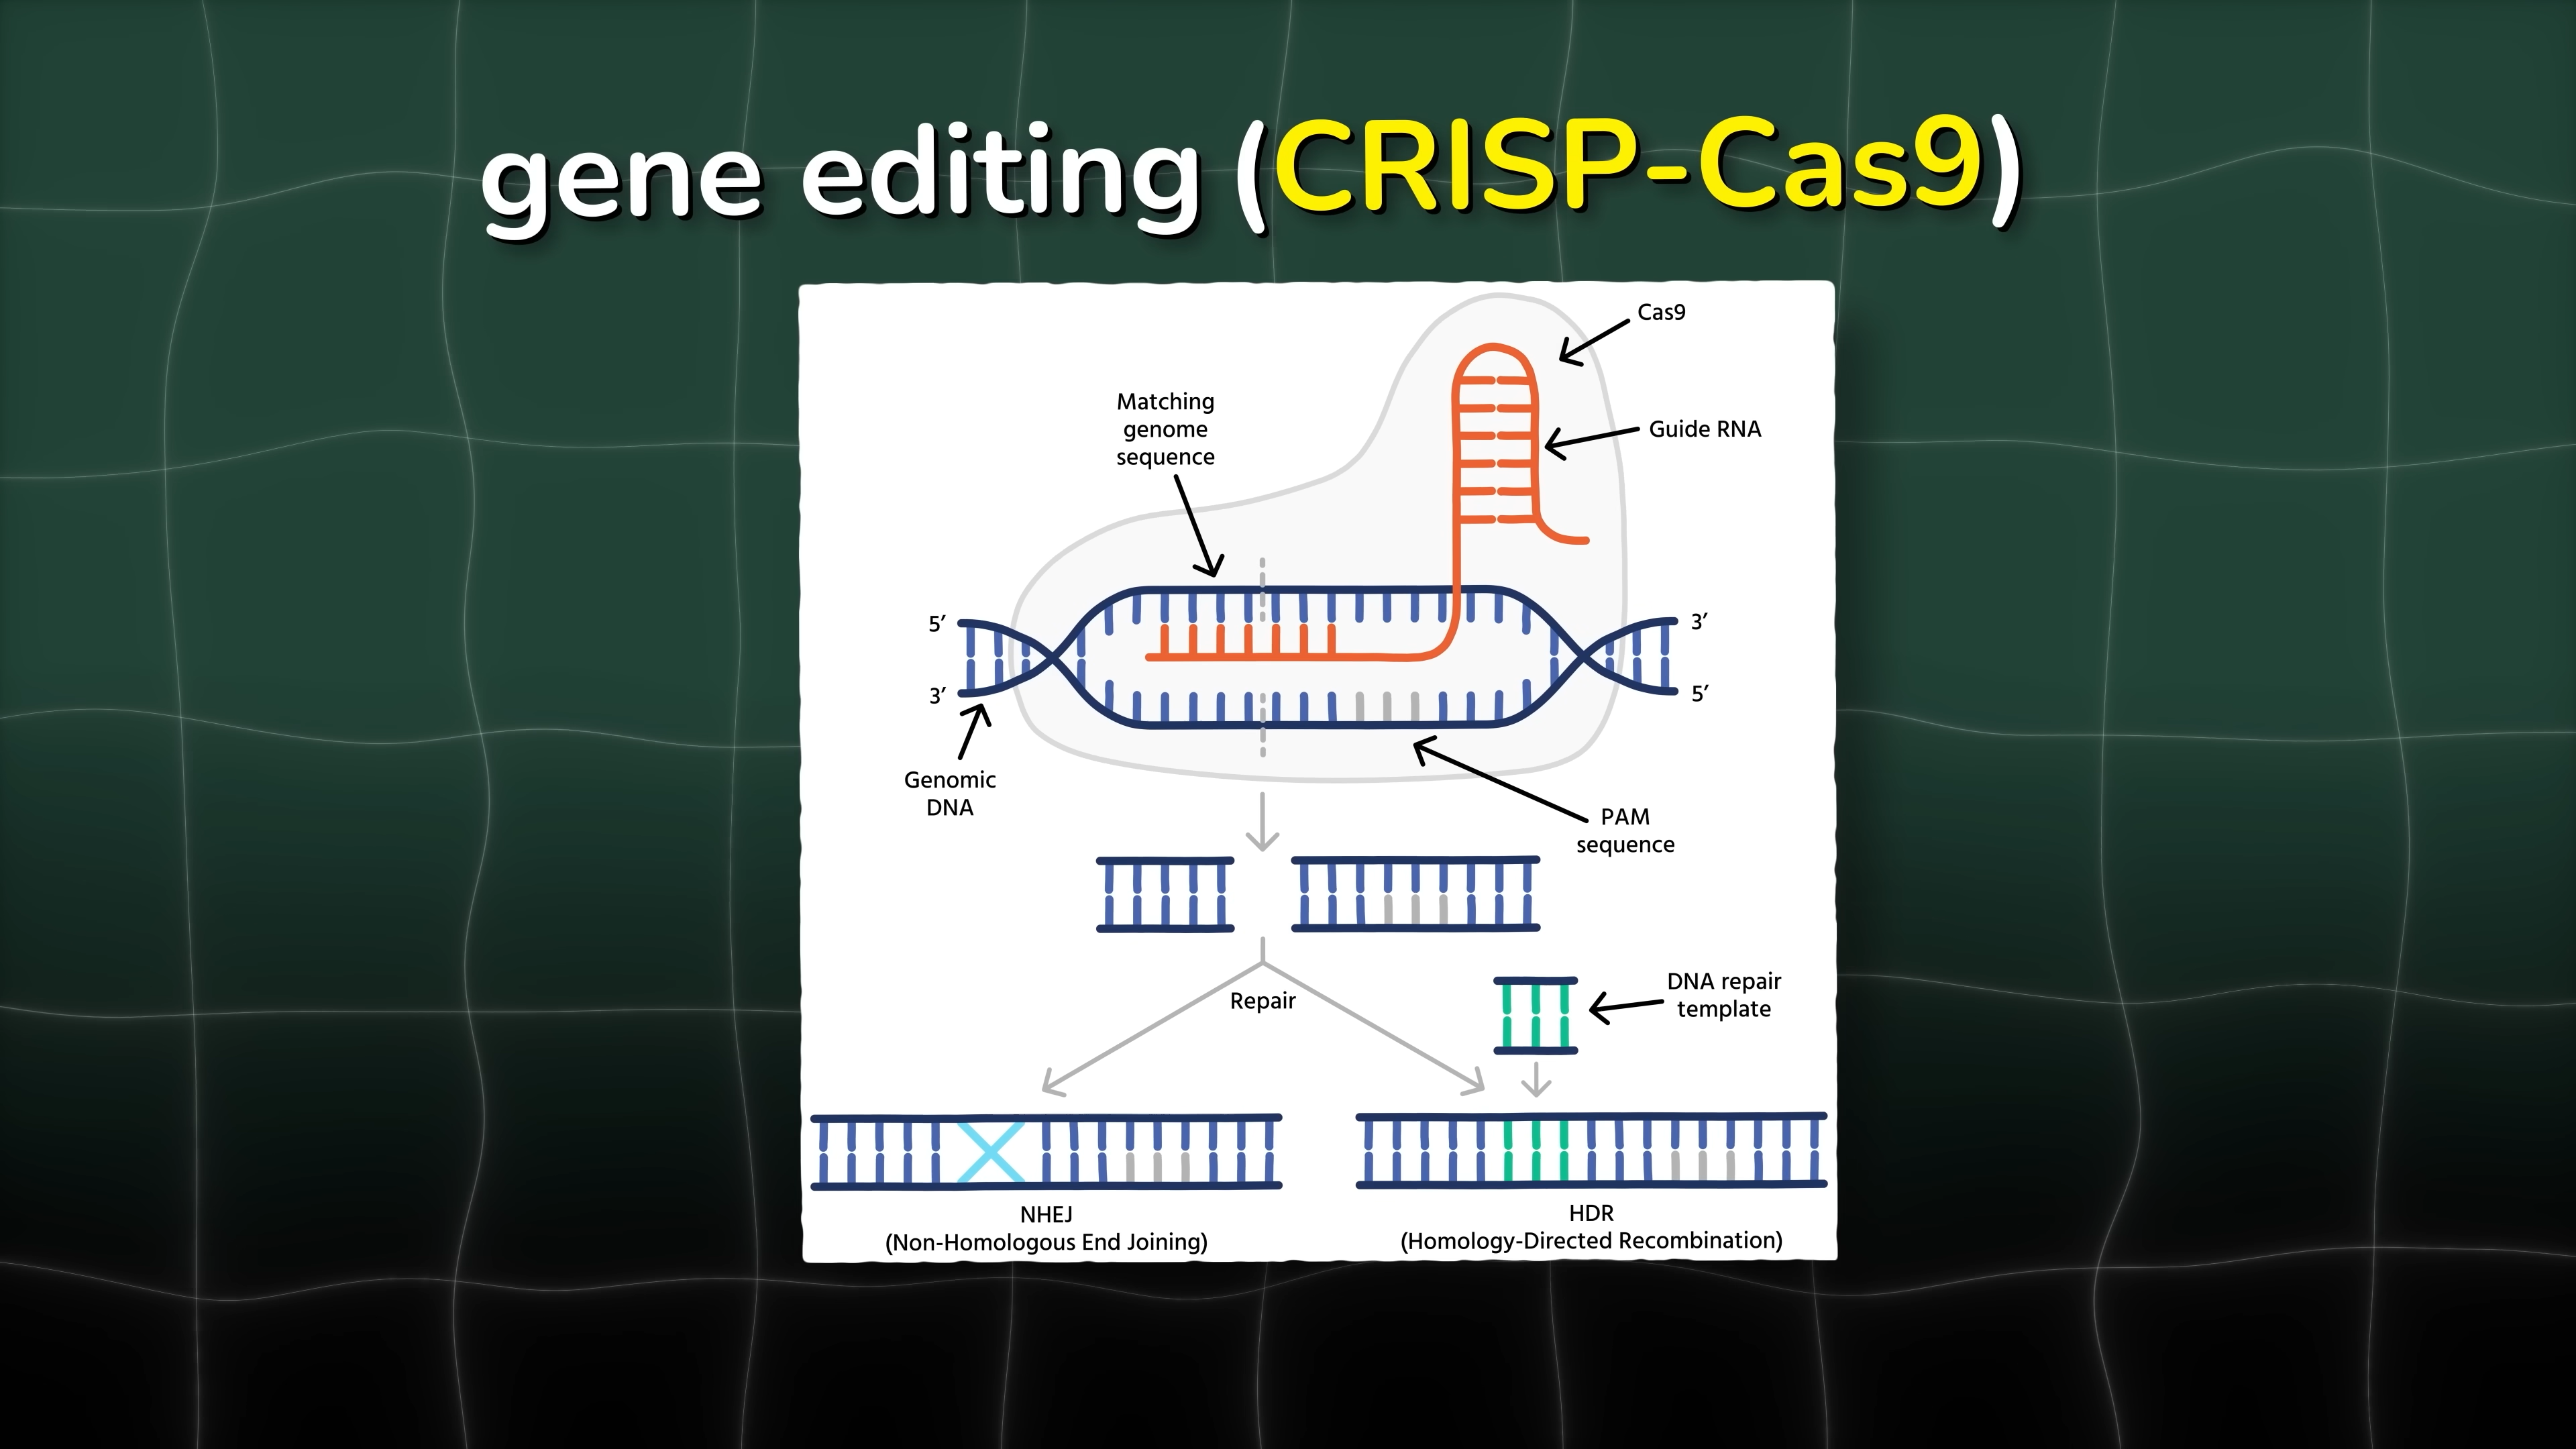 gene editing (CRISP-Cas9)
Cas9
Matching
genome
sequence
Guide RNA
5′
3′
3′
5′
Genomic
DNA
PAM
sequence
Repair
DNA repair
template
NHEJ
(Non-Homologous End Joining)
HDR
(Homology-Directed Recombination)